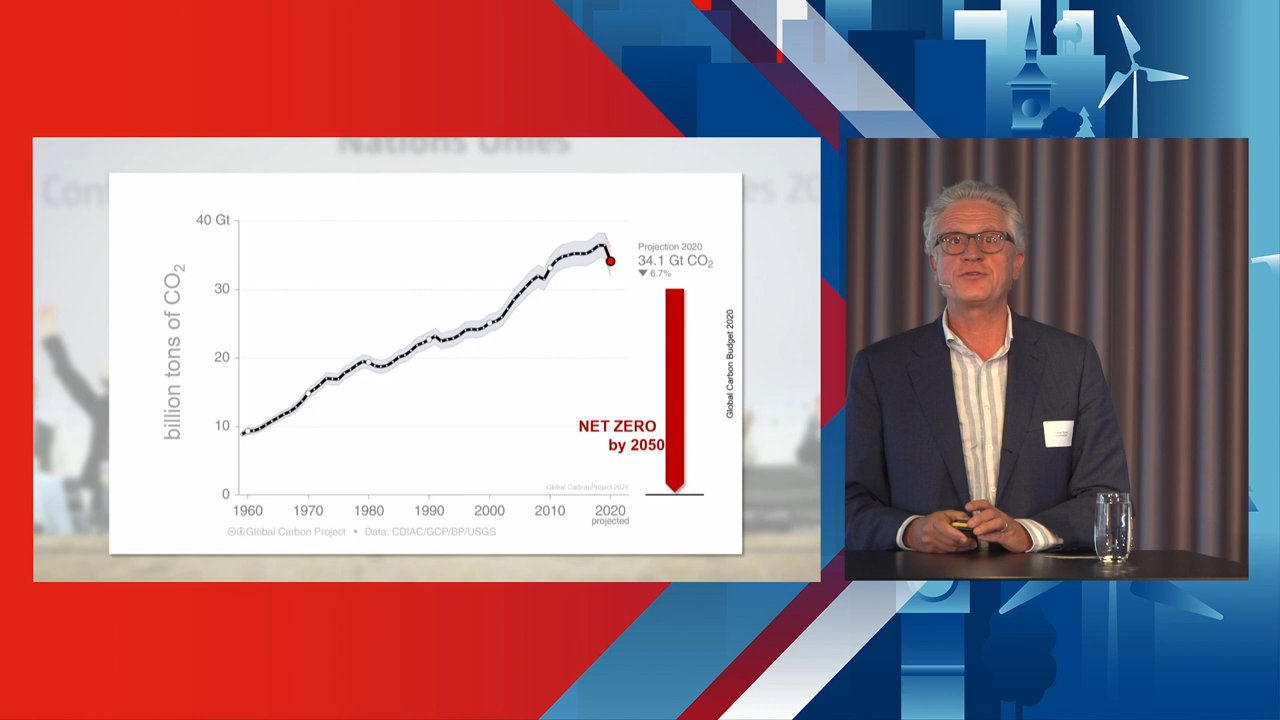 Nations Unies
40 Gt
30
20
10
0
billion tons of CO2
1960
1970
1980
1990
2000
2010
2020
projected
Projection 2020
34.1 Gt CO2
▼ 6.7%
NET ZERO
by 2050
Global Carbon Budget 2020
Global Carbon Project 2021
Global Carbon Project • Data: CDIAC/GCP/BP/USGS